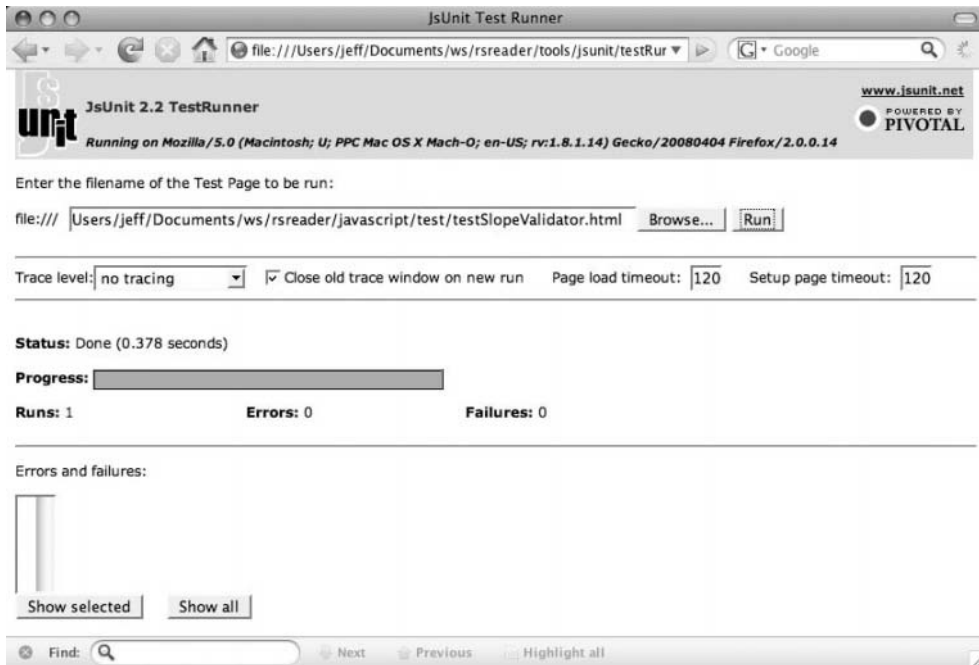 JsUnit Test Runner
file:///Users/jeff/Documents/ws/rsreader/tools/jsunit/testRur
G Google
JsUnit
JsUnit 2.2 TestRunner
www.jsunit.net
POWERED BY
PIVOTAL
Running on Mozilla/5.0 (Macintosh; U; PPC Mac OS X Mach-O; en-US; rv:1.8.1.14) Gecko/20080404 Firefox/2.0.0.14
Enter the filename of the Test Page to be run:
file:/// Users/jeff/Documents/ws/rsreader/javascript/test/testSlopeValidator.html Browse... Run
Trace level: no tracing Close old trace window on new run Page load timeout: 120 Setup page timeout: 120
Status: Done (0.378 seconds)
Progress:
Runs: 1 Errors: 0 Failures: 0
Errors and failures:
Show selected Show all
Find: Next Previous Highlight all